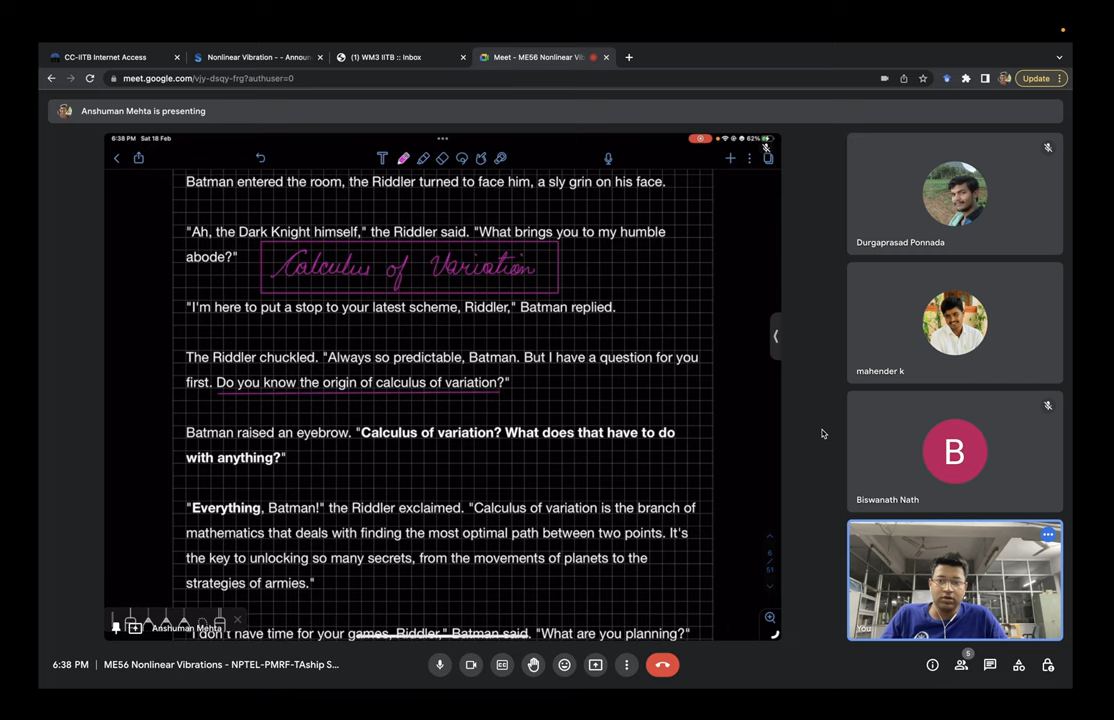 CC-IITB Internet Access
Nonlinear Vibration - - Announ
(1) WM3 IITB :: Inbox
Meet - ME56 Nonlinear Vib
meet.google.com/vjy-dsqy-frg?authuser=0
Update
Anshuman Mehta is presenting
6:38 PM Sat 18 Feb
62%
Batman entered the room, the Riddler turned to face him, a sly grin on his face.
"Ah, the Dark Knight himself," the Riddler said. "What brings you to my humble
abode?"
Calculus of Variation
"I'm here to put a stop to your latest scheme, Riddler," Batman replied.
The Riddler chuckled. "Always so predictable, Batman. But I have a question for you
first. Do you know the origin of calculus of variation?"
Batman raised an eyebrow. "Calculus of variation? What does that have to do
with anything?"
"Everything, Batman!" the Riddler exclaimed. "Calculus of variation is the branch of
mathematics that deals with finding the most optimal path between two points. It's
the key to unlocking so many secrets, from the movements of planets to the
strategies of armies."
"I don't have time for your games, Riddler," Batman said. "What are you planning?"
6
51
Anshuman Mehta
Durgaprasad Ponnada
mahender k
B
Biswanath Nath
You
6:38 PM | ME56 Nonlinear Vibrations - NPTEL-PMRF-TAship S...
CC
5